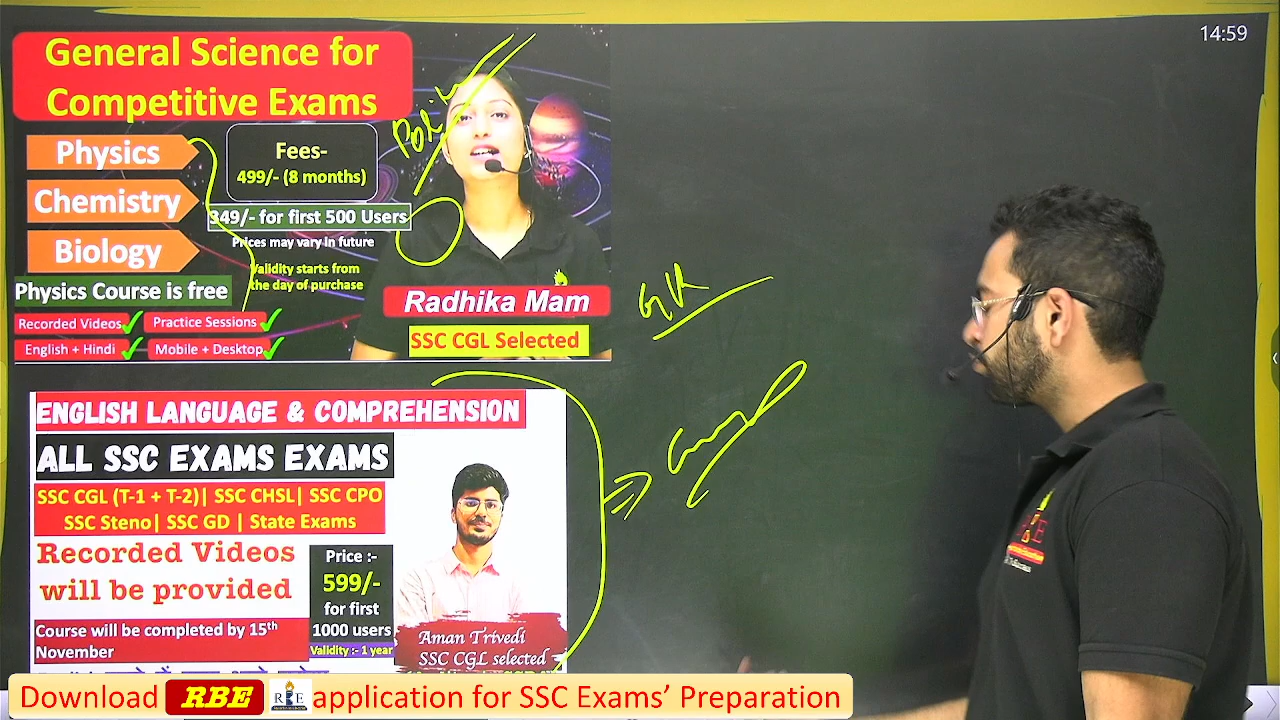 14:59
General Science for
Competitive Exams
Physics
Chemistry
Biology
Fees-
499/- (8 months)
349/- for first 500 Users
Prices may vary in future
Validity starts from
the day of purchase
Physics Course is free
Recorded Videos
Practice Sessions
English + Hindi
Mobile + Desktop
Radhika Mam
SSC CGL Selected
GK
ENGLISH LANGUAGE & COMPREHENSION
ALL SSC EXAMS EXAMS
SSC CGL (T-1 + T-2)| SSC CHSL| SSC CPO
SSC Steno| SSC GD | State Exams
Recorded Videos
will be provided
Price :-
599/-
for first
1000 users
Validity :- 1 year
Course will be completed by 15th
November
Aman Trivedi
SSC CGL selected
Download RBE RBE application for SSC Exams’ Preparation